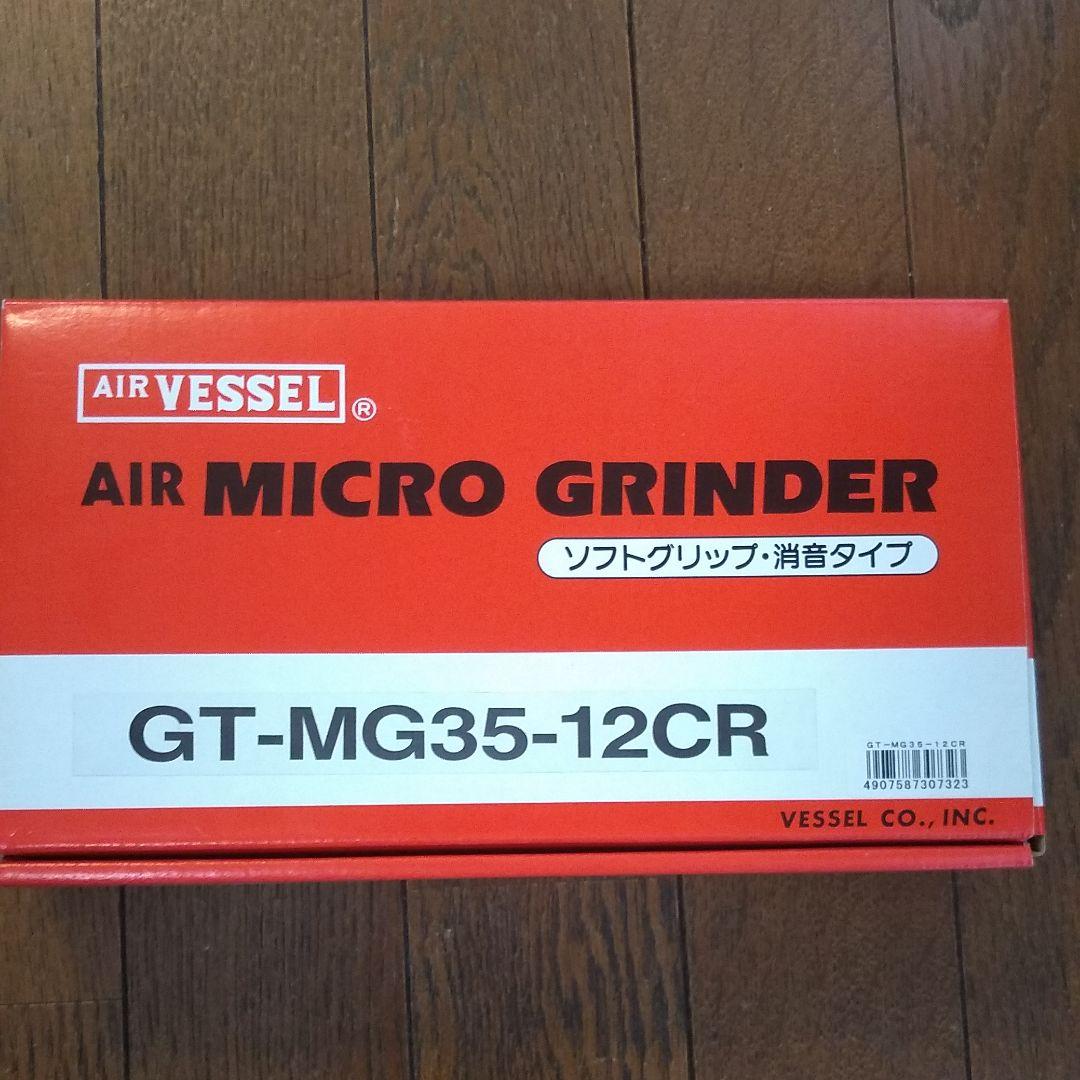 AIR VESSEL ®
AIR MICRO GRINDER
ソフトグリップ・消音タイプ
GT-MG35-12CR
GT-MG35-12CR
4907587307323
VESSEL CO., INC.